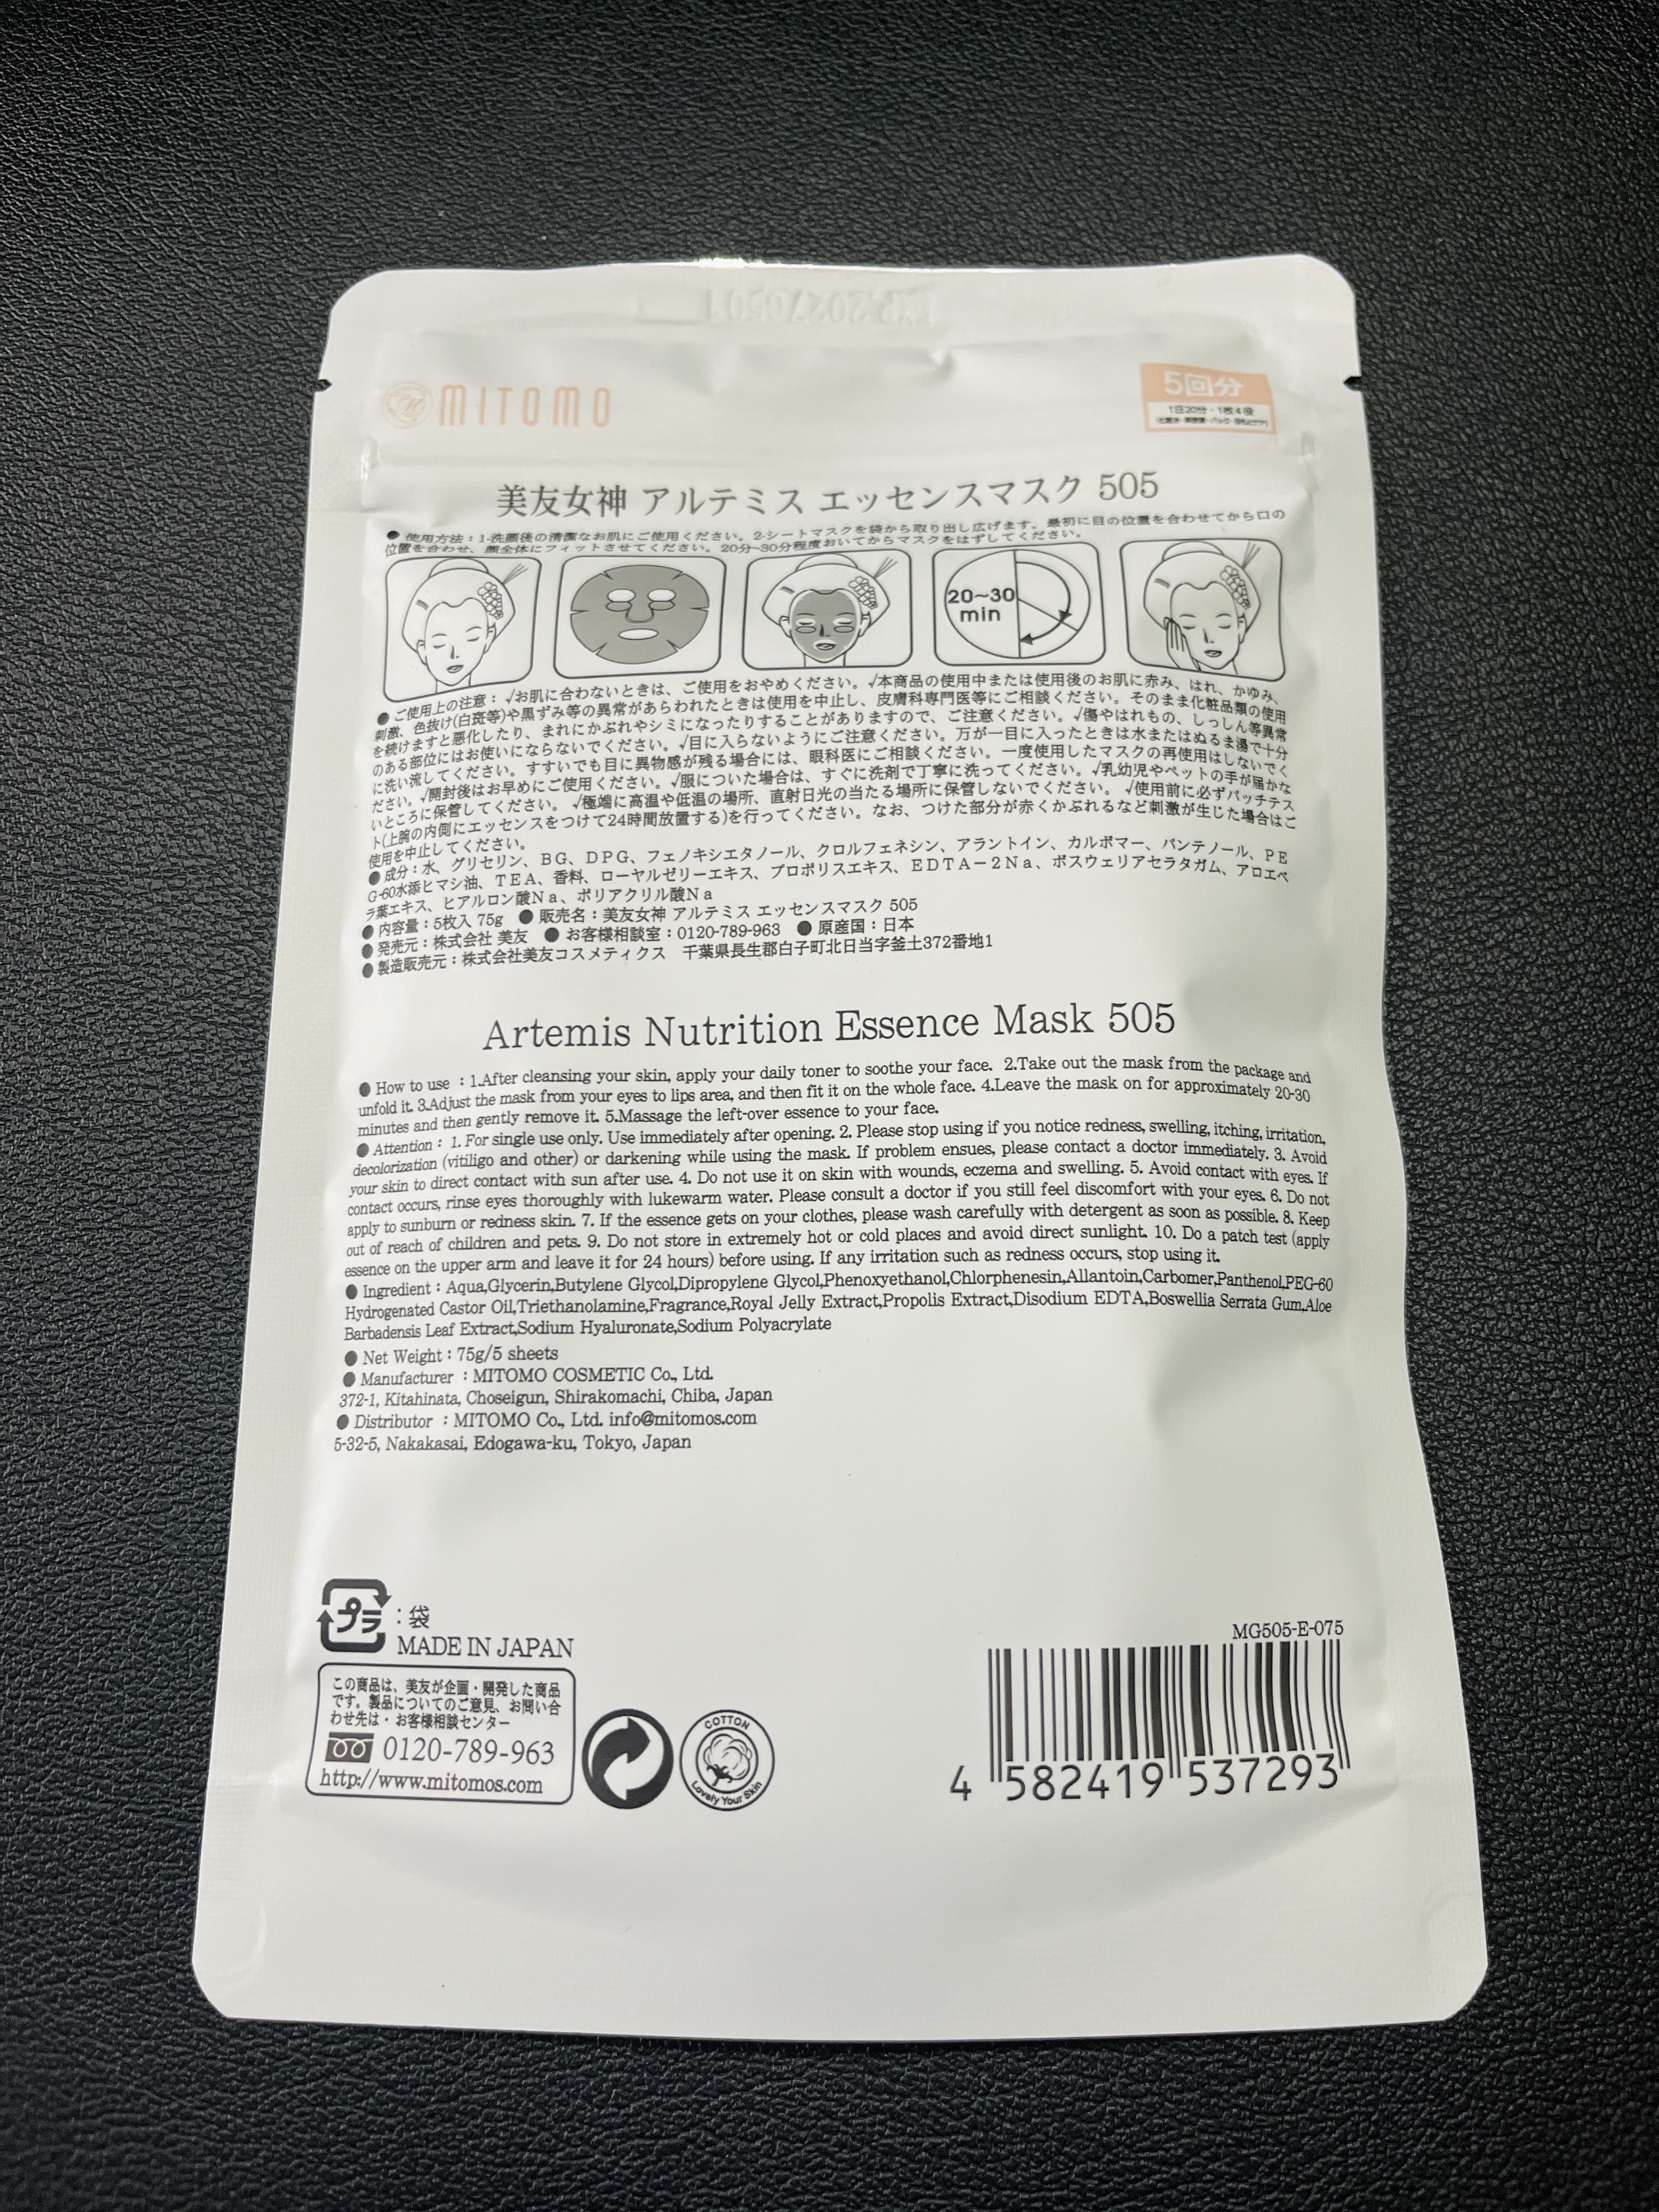 MITOMO
5回分
1日20分・1枚4役
美友女神 アルテミス エッセンスマスク 505
● 使用方法：1-洗顔後の清潔なお肌にご使用ください。2-シートマスクを袋から取り出し広げます。最初に目の位置を合わせてから口の
位置を合わせ、顔全体にフィットさせてください。20分~30分程度おいてからマスクをはずしてください。
20~30
min
● ご使用上の注意：√お肌に合わないときは、ご使用をおやめください。√本商品の使用中または使用後のお肌に赤み、はれ、かゆみ、
刺激、色抜け(白斑等)や黒ずみ等の異常があらわれたときは使用を中止し、皮膚科専門医等にご相談ください。そのまま化粧品類の使用
を続けますと悪化したり、まれにかぶれやシミになったりすることがありますので、ご注意ください。√傷やはれもの、しっしん等異常
のある部位にはお使いにならないでください。√目に入らないようにご注意ください。万が一目に入ったときは水またはぬるま湯で十分
に洗い流してください。すすいでも目に異物感が残る場合には、眼科医にご相談ください。一度使用したマスクの再使用はしないでく
ださい。√開封後はお早めにご使用ください。√服についた場合は、すぐに洗剤で丁寧に洗ってください。√乳幼児やペットの手が届かな
いところに保管してください。√極端に高温や低温の場所、直射日光の当たる場所に保管しないでください。√使用前に必ずパッチテス
ト(上腕の内側にエッセンスをつけて24時間放置する)を行ってください。なお、つけた部分が赤くかぶれるなど刺激が生じた場合はご
使用を中止してください。
● 成分：水、グリセリン、BG、DPG、フェノキシエタノール、クロルフェネシン、アラントイン、カルボマー、パンテノール、PE
G-60水添ヒマシ油、TEA、香料、ローヤルゼリーエキス、プロポリスエキス、EDTA－2Na、ボスウェリアセラタガム、アロエベ
ラ葉エキス、ヒアルロン酸Na、ポリアクリル酸Na
● 内容量：5枚入 75g ● 販売名：美友女神 アルテミス エッセンスマスク 505
● 発売元：株式会社 美友 ● お客様相談室：0120-789-963 ● 原産国：日本
● 製造販売元：株式会社美友コスメティクス 千葉県長生郡白子町北日当字釜土372番地1
Artemis Nutrition Essence Mask 505
● How to use：1.After cleansing your skin, apply your daily toner to soothe your face. 2.Take out the mask from the package and
unfold it. 3.Adjust the mask from your eyes to lips area, and then fit it on the whole face. 4.Leave the mask on for approximately 20-30
minutes and then gently remove it. 5.Massage the left-over essence to your face.
● Attention：1. For single use only. Use immediately after opening. 2. Please stop using if you notice redness, swelling, itching, irritation,
decolorization (vitiligo and other) or darkening while using the mask. If problem ensues, please contact a doctor immediately. 3. Avoid
your skin to direct contact with sun after use. 4. Do not use it on skin with wounds, eczema and swelling. 5. Avoid contact with eyes. If
contact occurs, rinse eyes thoroughly with lukewarm water. Please consult a doctor if you still feel discomfort with your eyes. 6. Do not
apply to sunburn or redness skin. 7. If the essence gets on your clothes, please wash carefully with detergent as soon as possible. 8. Keep
out of reach of children and pets. 9. Do not store in extremely hot or cold places and avoid direct sunlight. 10. Do a patch test (apply
essence on the upper arm and leave it for 24 hours) before using. If any irritation such as redness occurs, stop using it.
● Ingredient：Aqua,Glycerin,Butylene Glycol,Dipropylene Glycol,Phenoxyethanol,Chlorphenesin,Allantoin,Carbomer,Panthenol,PEG-60
Hydrogenated Castor Oil,Triethanolamine,Fragrance,Royal Jelly Extract,Propolis Extract,Disodium EDTA,Boswellia Serrata Gum,Aloe
Barbadensis Leaf Extract,Sodium Hyaluronate,Sodium Polyacrylate
● Net Weight：75g/5 sheets
● Manufacturer：MITOMO COSMETIC Co., Ltd.
372-1, Kitahinata, Choseigun, Shirakomachi, Chiba, Japan
● Distributor：MITOMO Co., Ltd. info@mitomos.com
5-32-5, Nakakasai, Edogawa-ku, Tokyo, Japan
プラ：袋
MADE IN JAPAN
この商品は、美友が企画・開発した商品
です。製品についてのご意見、お問い合
わせ先は・お客様相談センター
0120-789-963
http://www.mitomos.com
COTTON
Lovely Your Skin
MG505-E-075
4 582419 537293